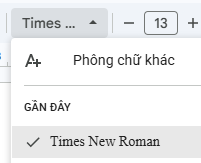 Times ... 13
Phông chữ khác
GẦN ĐÂY
Times New Roman